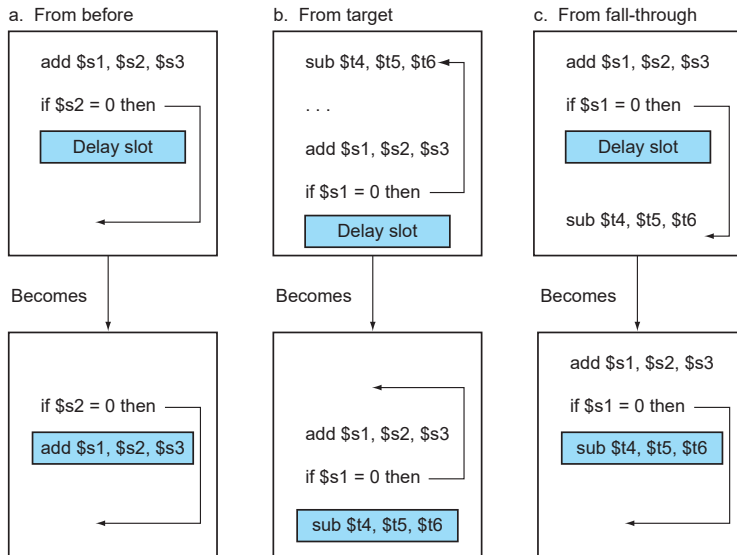 a. From before
add $s1, $s2, $s3
if $s2 = 0 then
Delay slot
Becomes
if $s2 = 0 then
add $s1, $s2, $s3
b. From target
sub $t4, $t5, $t6
. . .
add $s1, $s2, $s3
if $s1 = 0 then
Delay slot
Becomes
add $s1, $s2, $s3
if $s1 = 0 then
sub $t4, $t5, $t6
c. From fall-through
add $s1, $s2, $s3
if $s1 = 0 then
Delay slot
sub $t4, $t5, $t6
Becomes
add $s1, $s2, $s3
if $s1 = 0 then
sub $t4, $t5, $t6